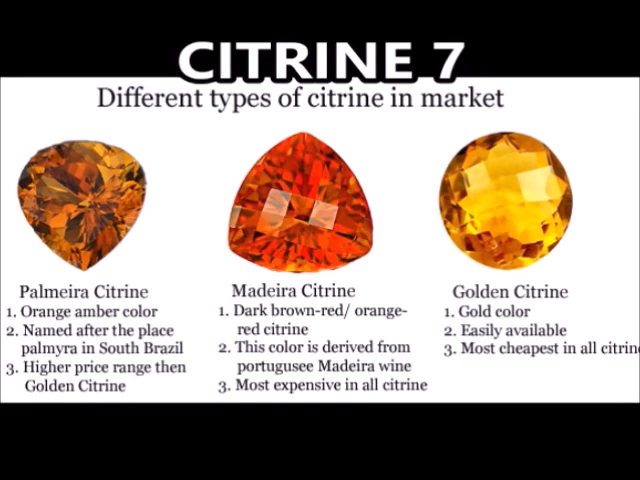 CITRINE 7
Different types of citrine in market
Palmeira Citrine
1. Orange amber color
2. Named after the place
palmyra in South Brazil
3. Higher price range then
Golden Citrine
Madeira Citrine
1. Dark brown-red/ orange-
red citrine
2. This color is derived from
portugusee Madeira wine
3. Most expensive in all citrine
Golden Citrine
1. Gold color
2. Easily available
3. Most cheapest in all citrin